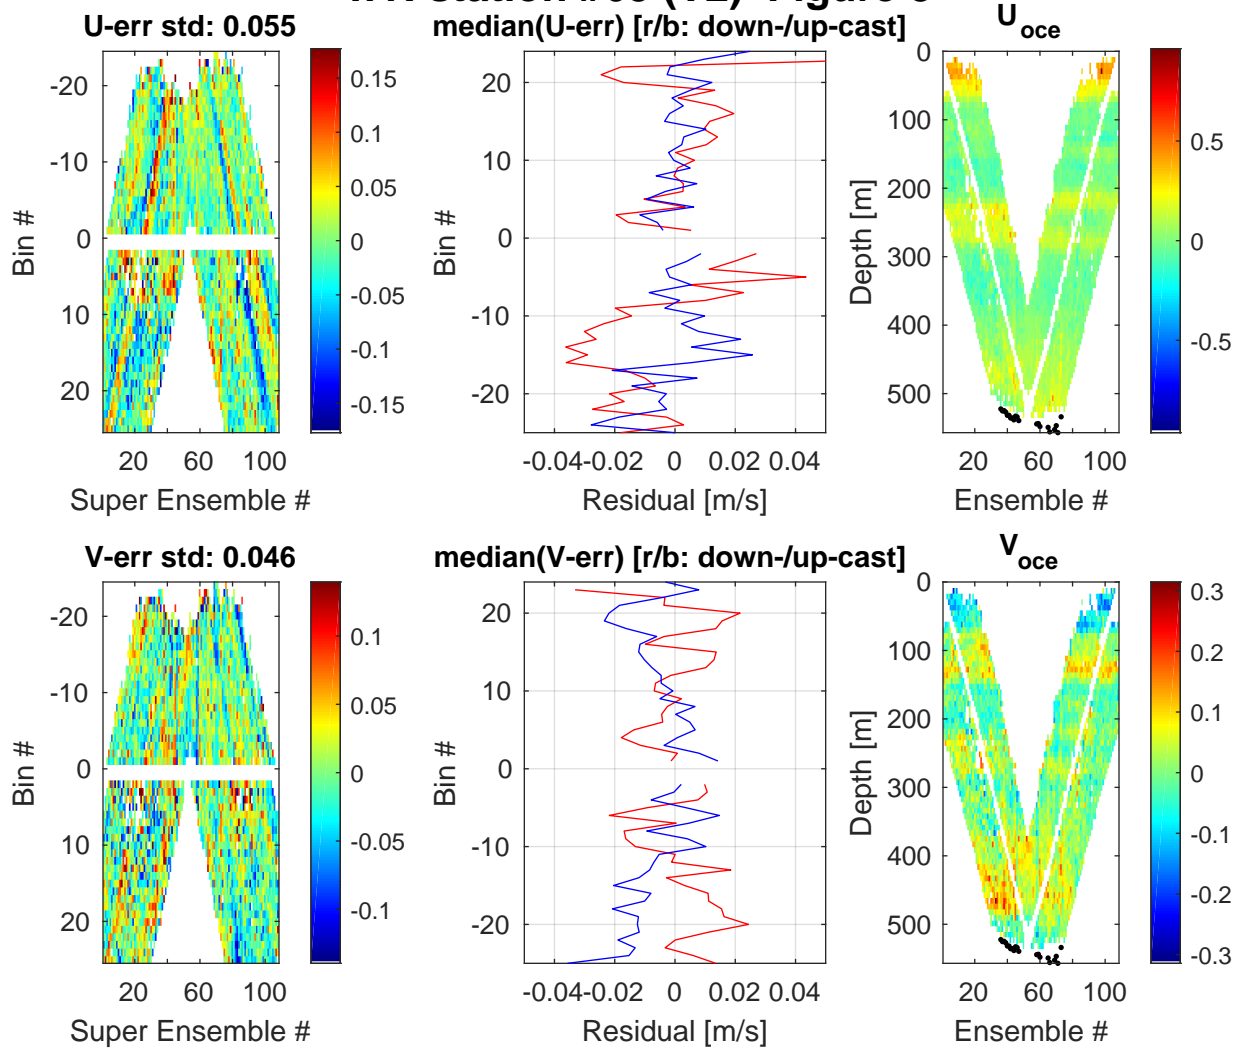 U-err std: 0.055
median(U-err) [r/b: down-/up-cast]
U oce
-20
-10
0
10
20
Bin #
20 60 100
Super Ensemble #
0.15
0.1
0.05
0
-0.05
-0.1
-0.15
20
10
0
-10
-20
Bin #
-0.04 -0.02 0 0.02 0.04
Residual [m/s]
0
100
200
300
400
500
Depth [m]
20 60 100
Ensemble #
0.5
0
-0.5
V-err std: 0.046
median(V-err) [r/b: down-/up-cast]
V oce
-20
-10
0
10
20
Bin #
20 60 100
Super Ensemble #
0.1
0.05
0
-0.05
-0.1
20
10
0
-10
-20
Bin #
-0.04 -0.02 0 0.02 0.04
Residual [m/s]
0
100
200
300
400
500
Depth [m]
20 60 100
Ensemble #
0.3
0.2
0.1
0
-0.1
-0.2
-0.3